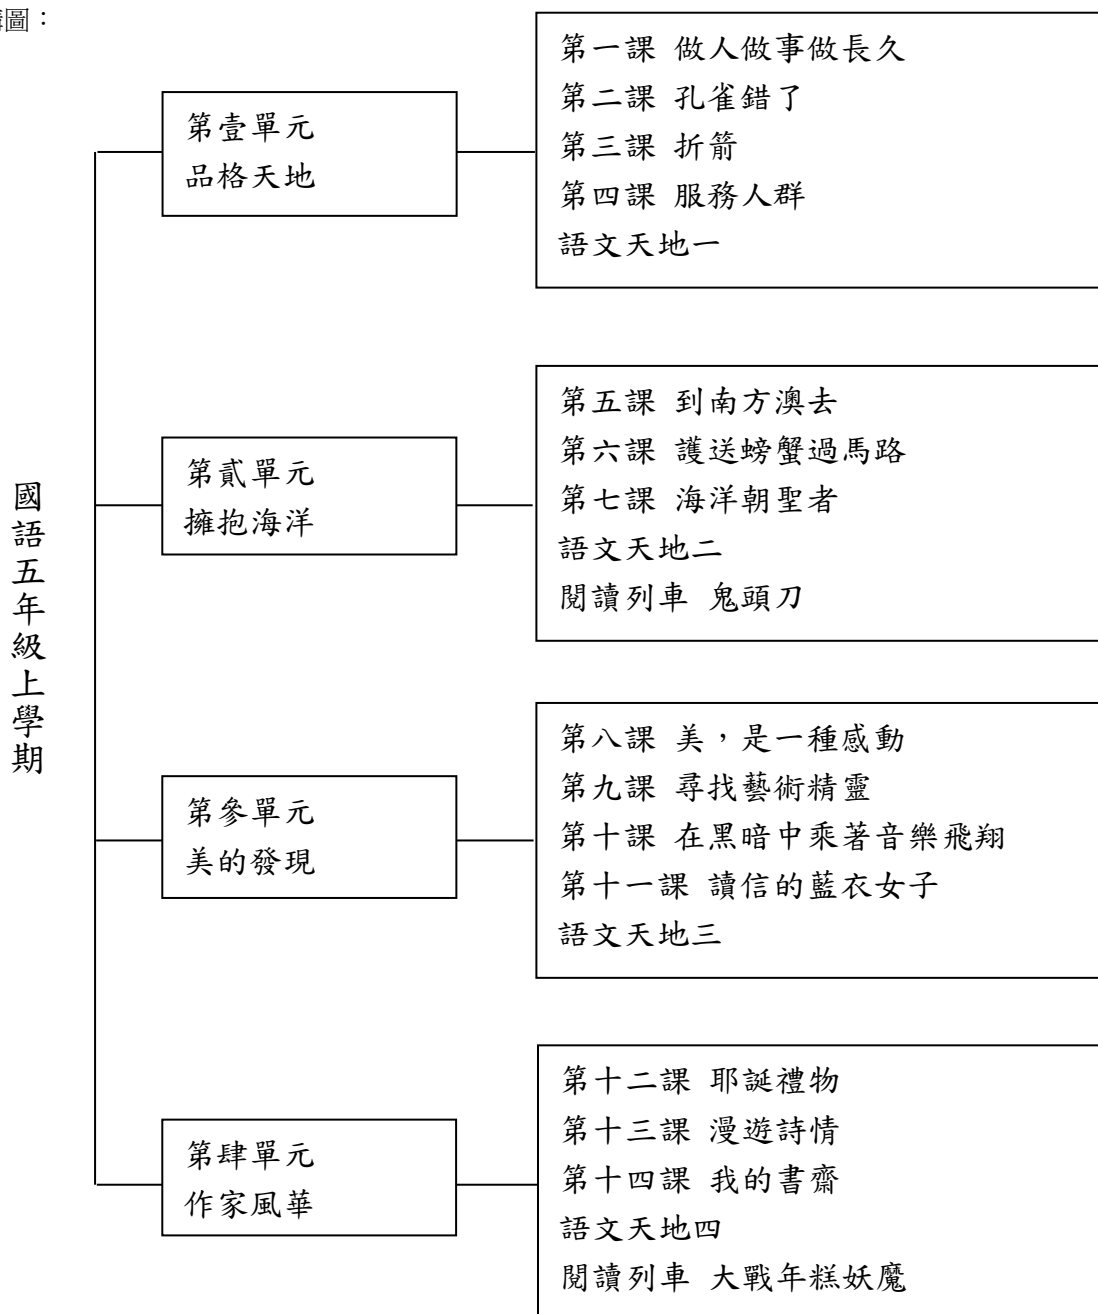 構圖：
國語五年級上學期
第壹單元
品格天地
第一課 做人做事做長久
第二課 孔雀錯了
第三課 折箭
第四課 服務人群
語文天地一
第貳單元
擁抱海洋
第五課 到南方澳去
第六課 護送螃蟹過馬路
第七課 海洋朝聖者
語文天地二
閱讀列車 鬼頭刀
第參單元
美的發現
第八課 美，是一種感動
第九課 尋找藝術精靈
第十課 在黑暗中乘著音樂飛翔
第十一課 讀信的藍衣女子
語文天地三
第肆單元
作家風華
第十二課 耶誕禮物
第十三課 漫遊詩情
第十四課 我的書齋
語文天地四
閱讀列車 大戰年糕妖魔